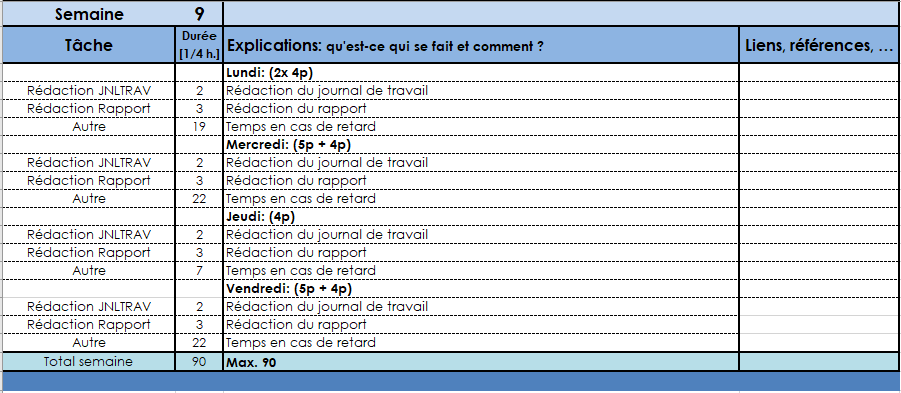 Semaine 9
Tâche Durée [1/4 h.] Explications: qu'est-ce qui se fait et comment ? Liens, références, …
Lundi: (2x 4p)
Rédaction JNLTRAV 2 Rédaction du journal de travail
Rédaction Rapport 3 Rédaction du rapport
Autre 19 Temps en cas de retard
Mercredi: (5p + 4p)
Rédaction JNLTRAV 2 Rédaction du journal de travail
Rédaction Rapport 3 Rédaction du rapport
Autre 22 Temps en cas de retard
Jeudi: (4p)
Rédaction JNLTRAV 2 Rédaction du journal de travail
Rédaction Rapport 3 Rédaction du rapport
Autre 7 Temps en cas de retard
Vendredi: (5p + 4p)
Rédaction JNLTRAV 2 Rédaction du journal de travail
Rédaction Rapport 3 Rédaction du rapport
Autre 22 Temps en cas de retard
Total semaine 90 Max. 90